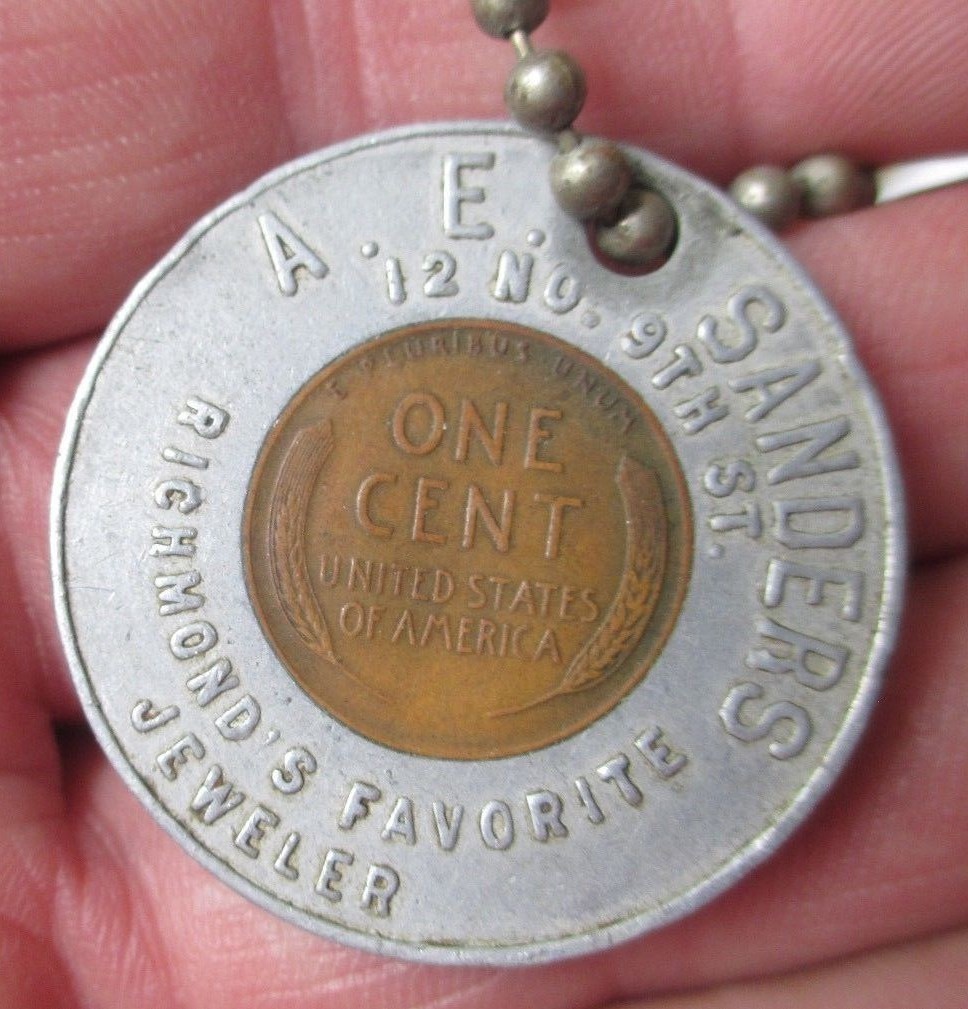 A. E. SANDERS
12 NO. 9TH ST.
RICHMOND'S FAVORITE
JEWELER
E PLURIBUS UNUM
ONE
CENT
UNITED STATES
OF AMERICA